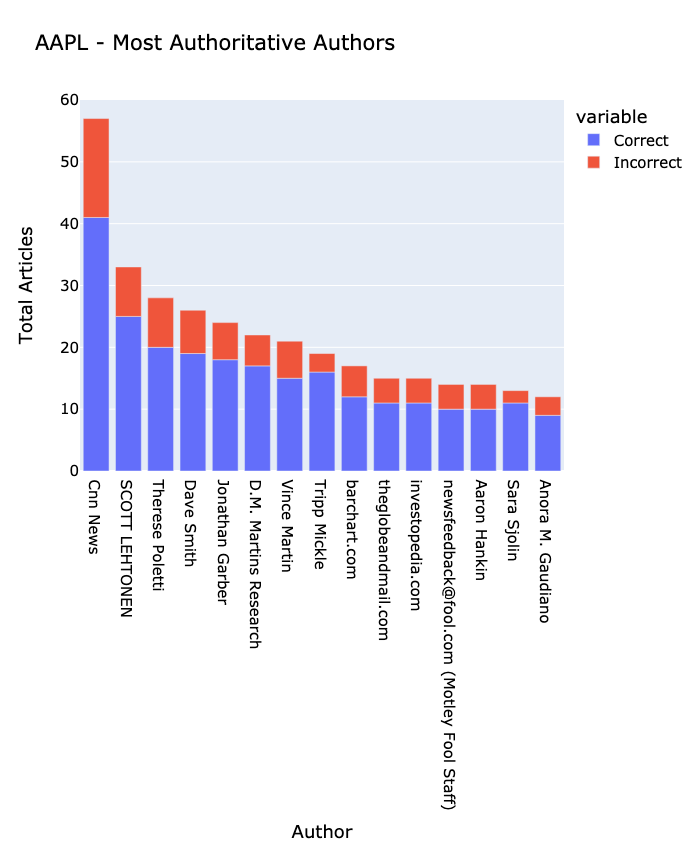 AAPL - Most Authoritative Authors
variable
Correct
Incorrect
Total Articles
60
50
40
30
20
10
0
Cnn News
SCOTT LEHTONEN
Therese Poletti
Dave Smith
Jonathan Garber
D.M. Martins Research
Vince Martin
Tripp Mickle
barchart.com
theglobeandmail.com
investopedia.com
newsfeedback@fool.com (Motley Fool Staff)
Aaron Hankin
Sara Sjolin
Anora M. Gaudiano
Author